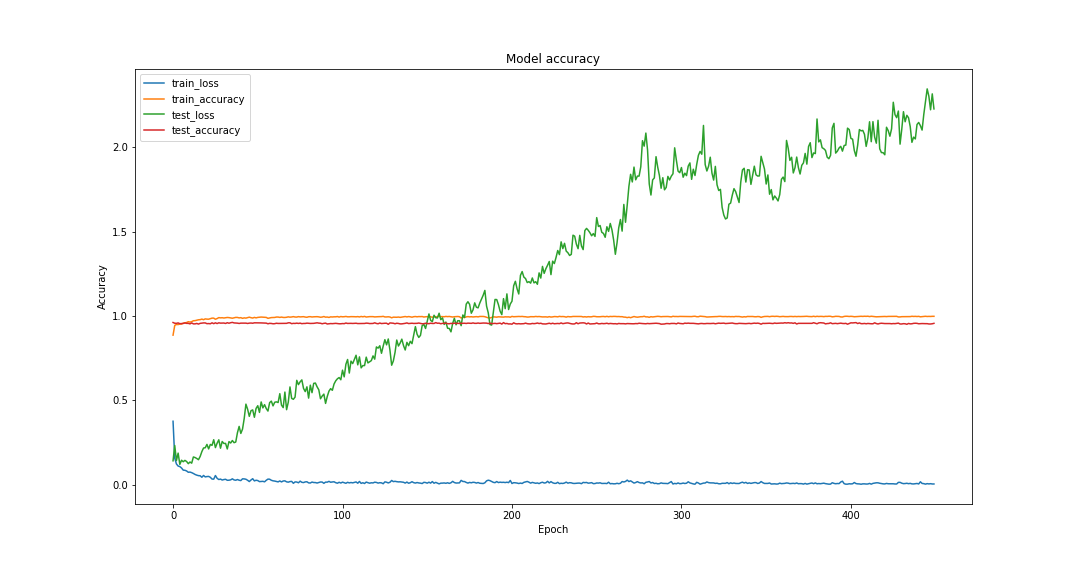 Model accuracy
train_loss
train_accuracy
test_loss
test_accuracy
2.0
1.5
1.0
0.5
0.0
Accuracy
0 100 200 300 400
Epoch